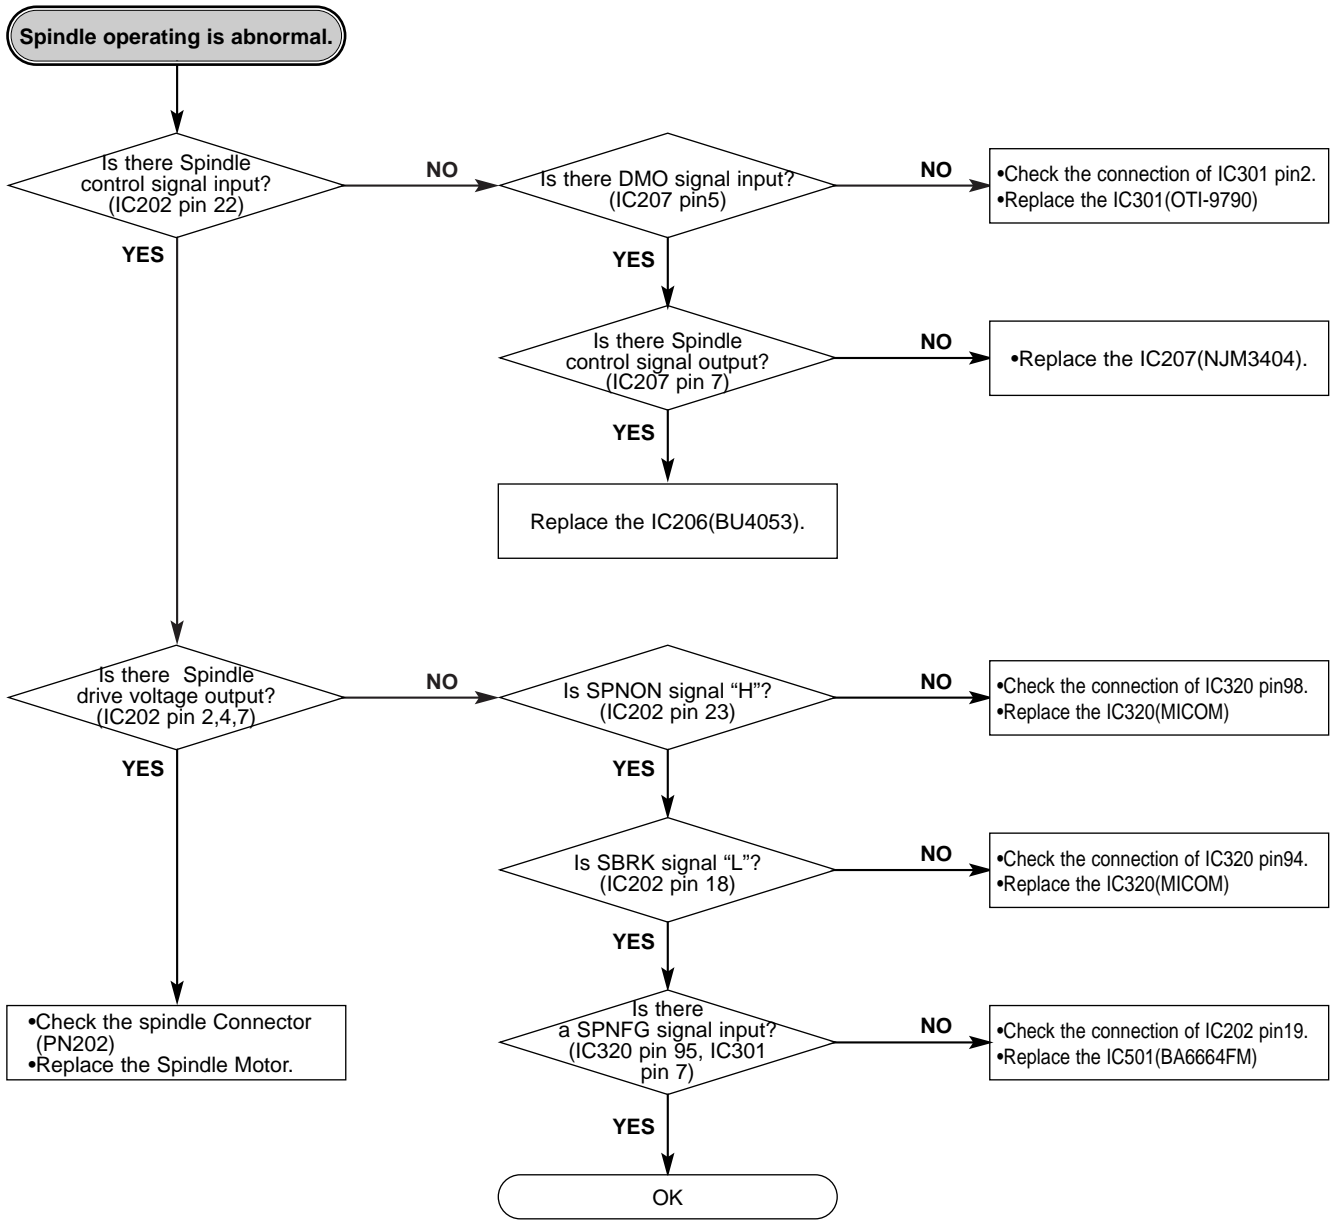 Spindle operating is abnormal.
Is there Spindle
control signal input?
(IC202 pin 22)
NO
YES
Is there DMO signal input?
(IC207 pin5)
NO
YES
•Check the connection of IC301 pin2.
•Replace the IC301(OTI-9790)
Is there Spindle
control signal output?
(IC207 pin 7)
NO
YES
•Replace the IC207(NJM3404).
Replace the IC206(BU4053).
Is there  Spindle
drive voltage output?
(IC202 pin 2,4,7)
NO
YES
Is SPNON signal “H”?
(IC202 pin 23)
NO
YES
•Check the connection of IC320 pin98.
•Replace the IC320(MICOM)
Is SBRK signal “L”?
(IC202 pin 18)
NO
YES
•Check the connection of IC320 pin94.
•Replace the IC320(MICOM)
•Check the spindle Connector
(PN202)
•Replace the Spindle Motor.
Is there
a SPNFG signal input?
(IC320 pin 95, IC301
pin 7)
NO
YES
•Check the connection of IC202 pin19.
•Replace the IC501(BA6664FM)
OK